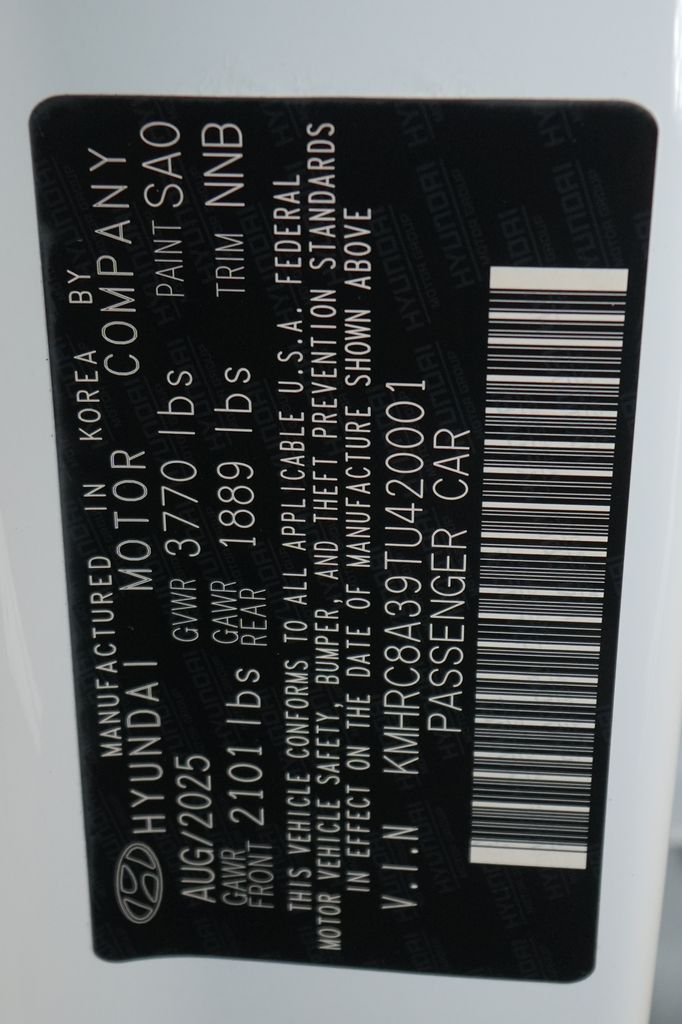 MANUFACTURED IN KOREA BY
HYUNDAI MOTOR COMPANY
AUG/2025 GVWR 3770 lbs PAINT SAO
GAWR FRONT 2101 lbs GAWR REAR 1889 lbs TRIM NNB
THIS VEHICLE CONFORMS TO ALL APPLICABLE U.S.A. FEDERAL
MOTOR VEHICLE SAFETY, BUMPER, AND THEFT PREVENTION STANDARDS
IN EFFECT ON THE DATE OF MANUFACTURE SHOWN ABOVE
V.I.N KMHRC8A39TU420001
PASSENGER CAR